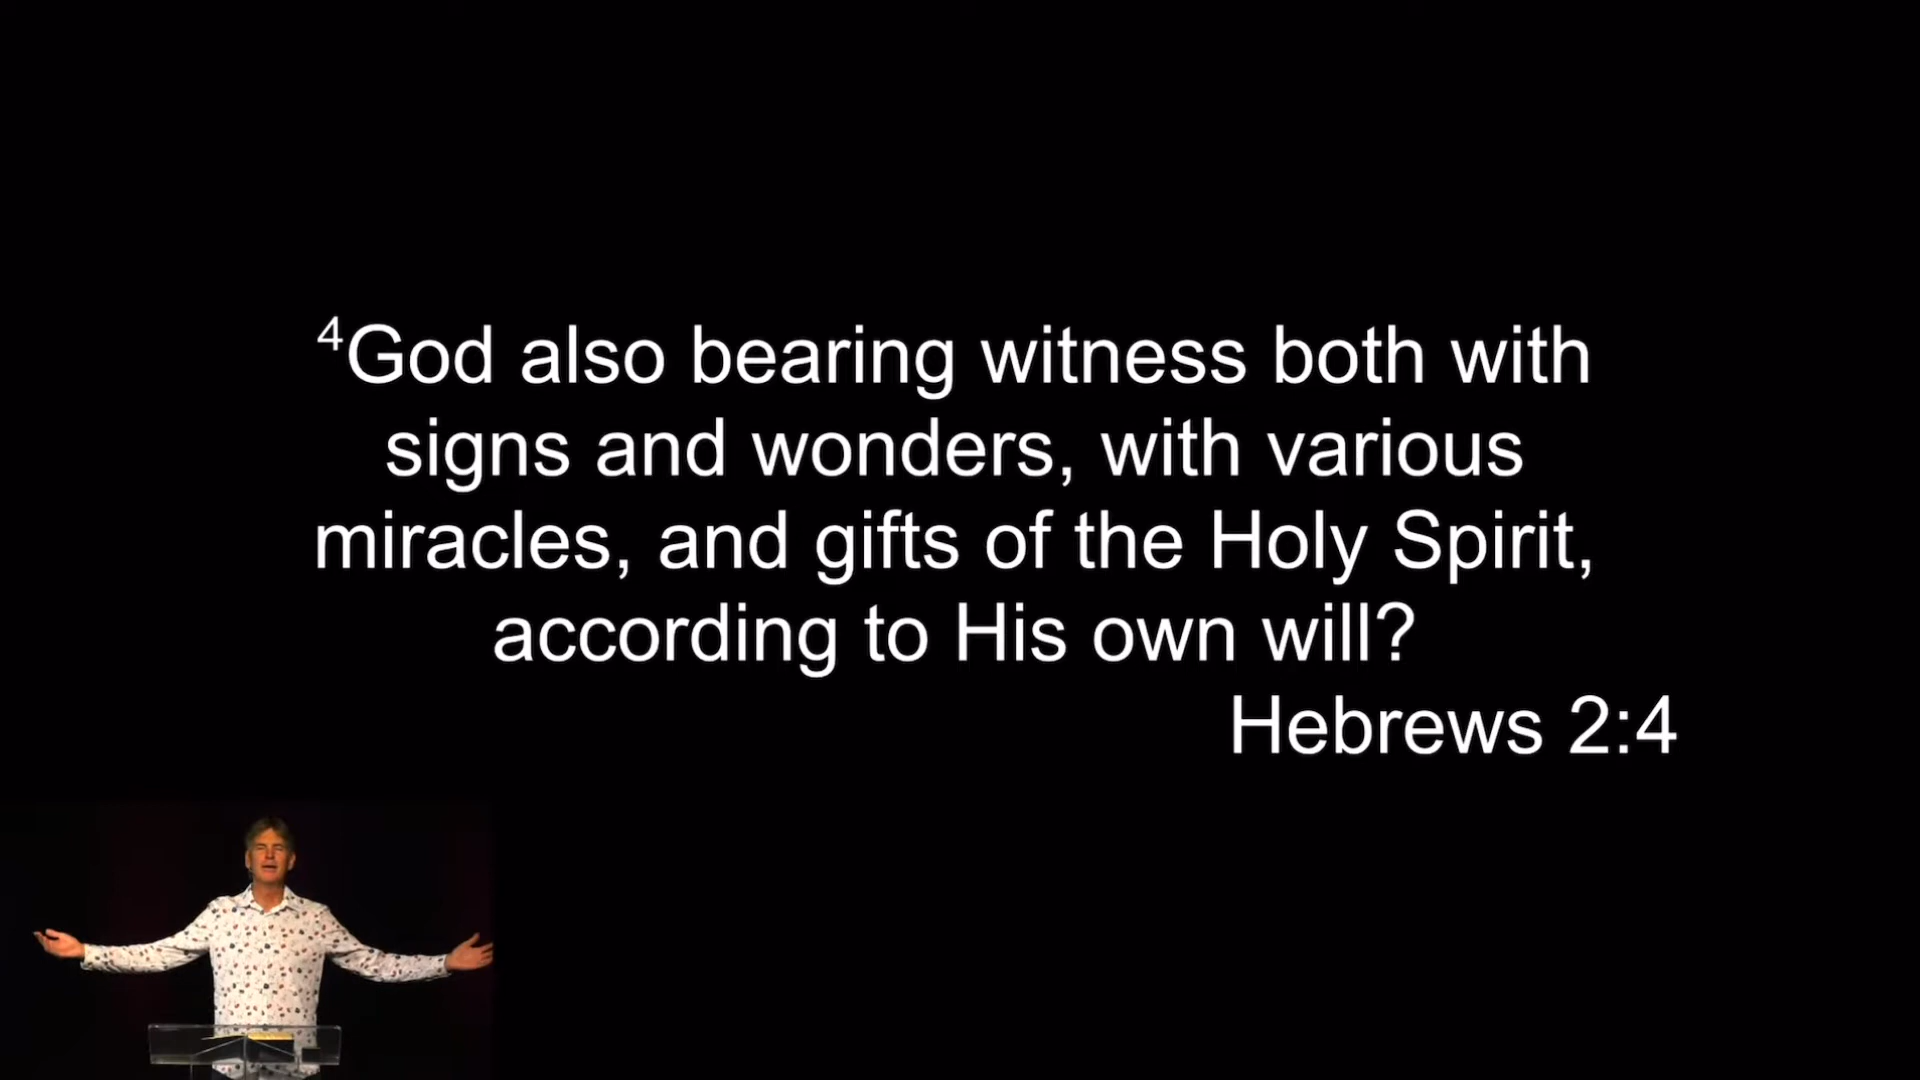 ⁴God also bearing witness both with
signs and wonders, with various
miracles, and gifts of the Holy Spirit,
according to His own will?
Hebrews 2:4